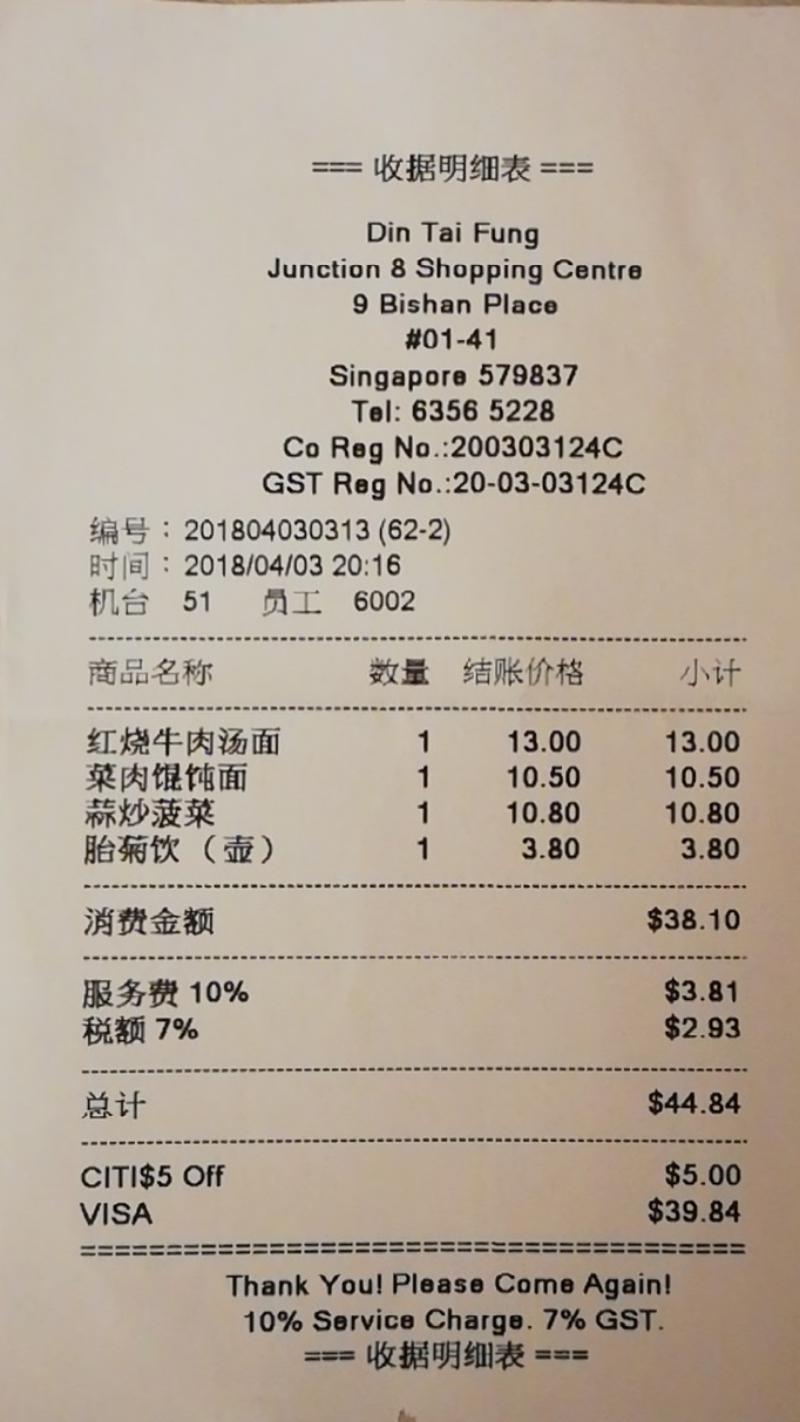 === 收据明细表 ===
Din Tai Fung
Junction 8 Shopping Centre
9 Bishan Place
#01-41
Singapore 579837
Tel: 6356 5228
Co Reg No.:200303124C
GST Reg No.:20-03-03124C
编号：201804030313 (62-2)
时间：2018/04/03 20:16
机台 51 员工 6002
商品名称 数量 结账价格 小计
红烧牛肉汤面 1 13.00 13.00
菜肉馄饨面 1 10.50 10.50
蒜炒菠菜 1 10.80 10.80
胎菊饮（壶） 1 3.80 3.80
消费金额 $38.10
服务费 10% $3.81
税额 7% $2.93
总计 $44.84
CITI$5 Off $5.00
VISA $39.84
Thank You! Please Come Again!
10% Service Charge. 7% GST.
=== 收据明细表 ===